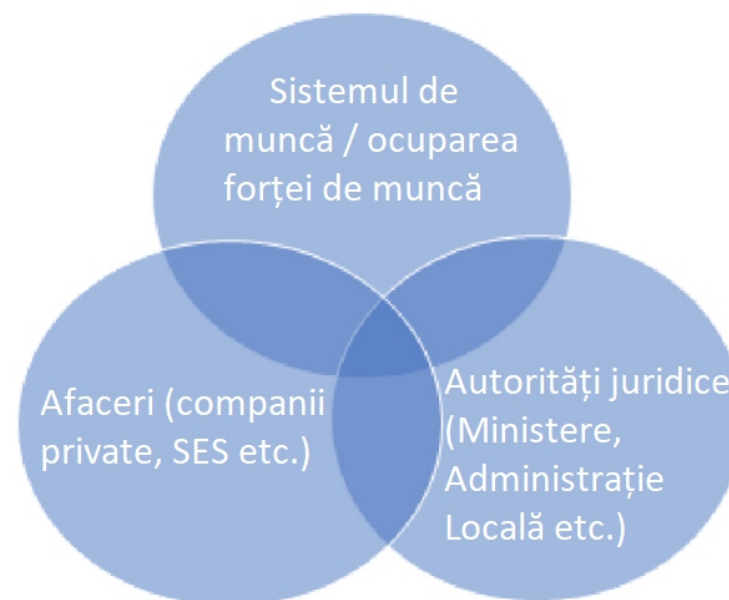 Sistemul de
muncă / ocuparea
forței de muncă
Afaceri (companii
private, SES etc.)
Autorități juridice
(Ministere,
Administrație
Locală etc.)